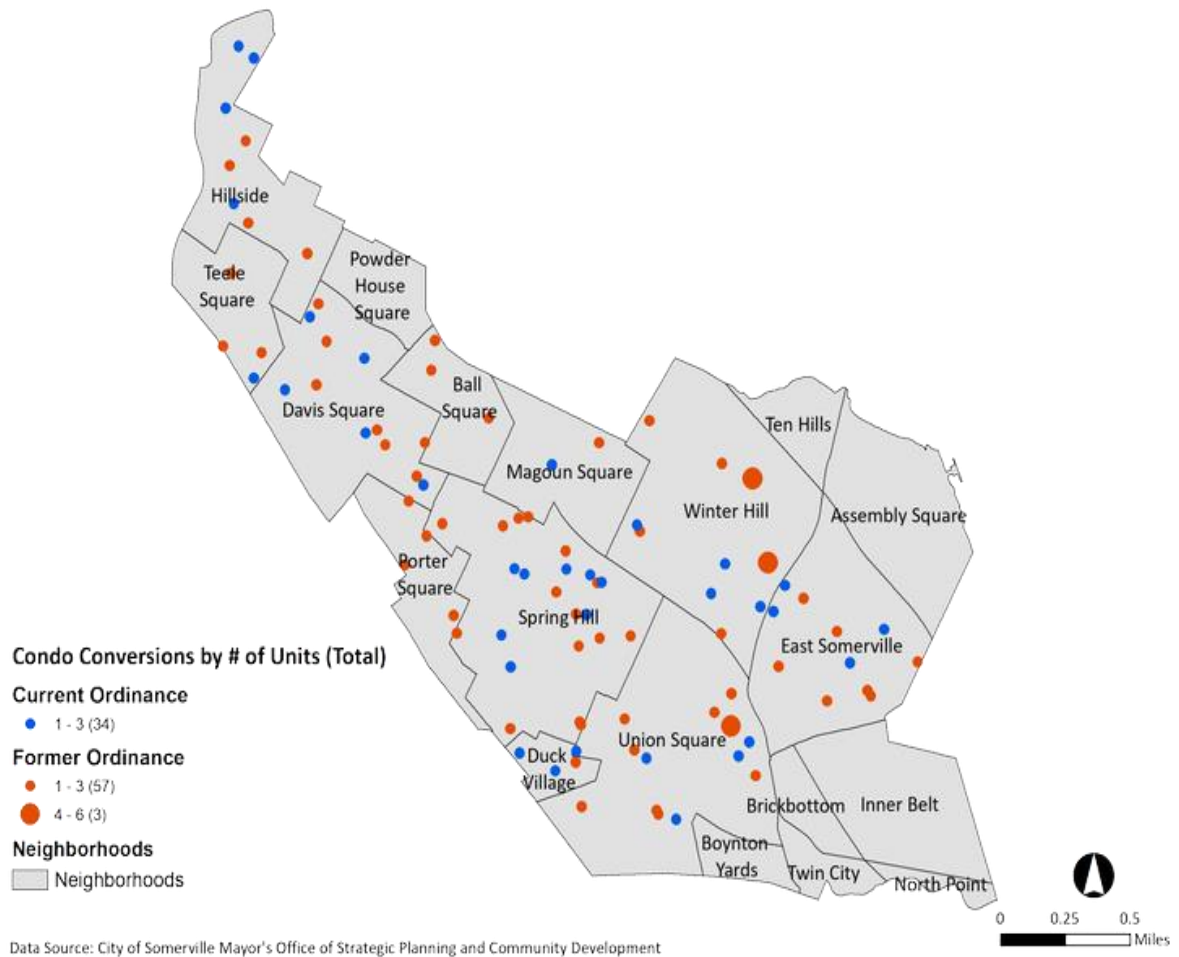 Hillside
Teele
Square
Powder
House
Square
Ball
Square
Davis Square
Ten Hills
Magoun Square
Winter Hill
Assembly Square
Porter
Square
Spring Hill
East Somerville
Union Square
Duck
Village
Brickbottom
Inner Belt
Boynton
Yards
Twin City
North Point
Condo Conversions by # of Units (Total)
Current Ordinance
1 - 3 (34)
Former Ordinance
1 - 3 (57)
4 - 6 (3)
Neighborhoods
Neighborhoods
0 0.25 0.5
Miles
Data Source: City of Somerville Mayor's Office of Strategic Planning and Community Development